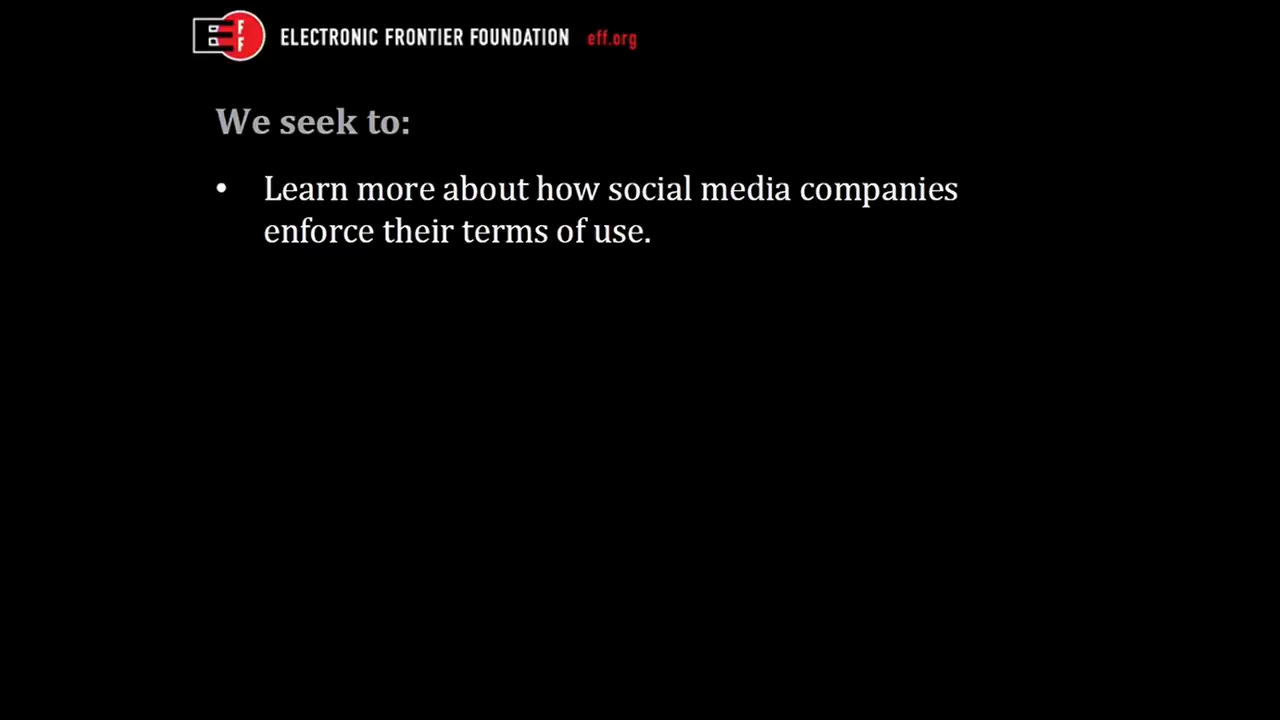 EFF ELECTRONIC FRONTIER FOUNDATION eff.org
We seek to:
• Learn more about how social media companies
enforce their terms of use.